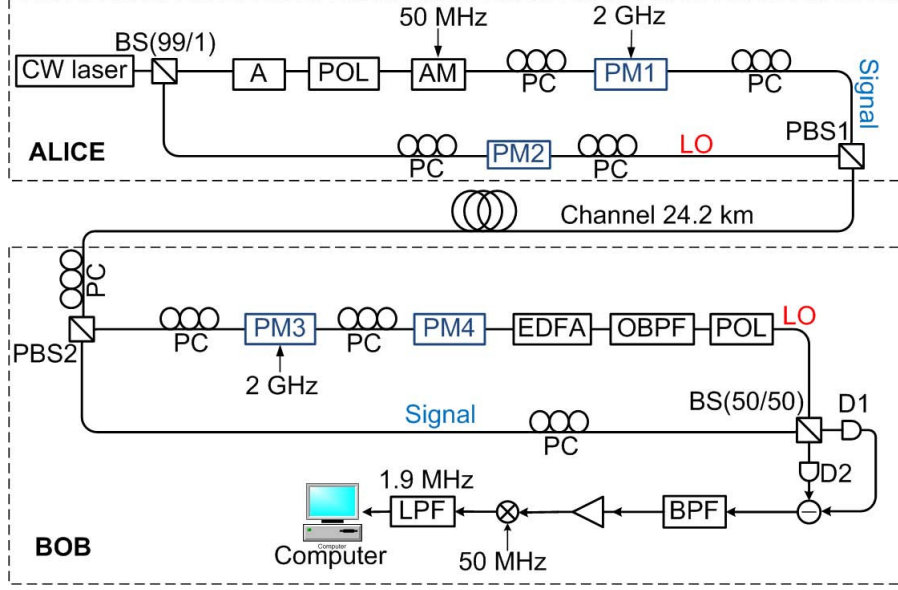 50 MHz
2 GHz
BS(99/1)
CW laser
A
POL
AM
PC
PM1
PC
Signal
PBS1
ALICE
PC
PM2
PC
LO
Channel 24.2 km
PC
PBS2
PC
PM3
PC
PM4
EDFA
OBPF
POL
LO
2 GHz
BS(50/50)
D1
Signal
PC
D2
1.9 MHz
LPF
BPF
Computer
Computer
50 MHz
BOB